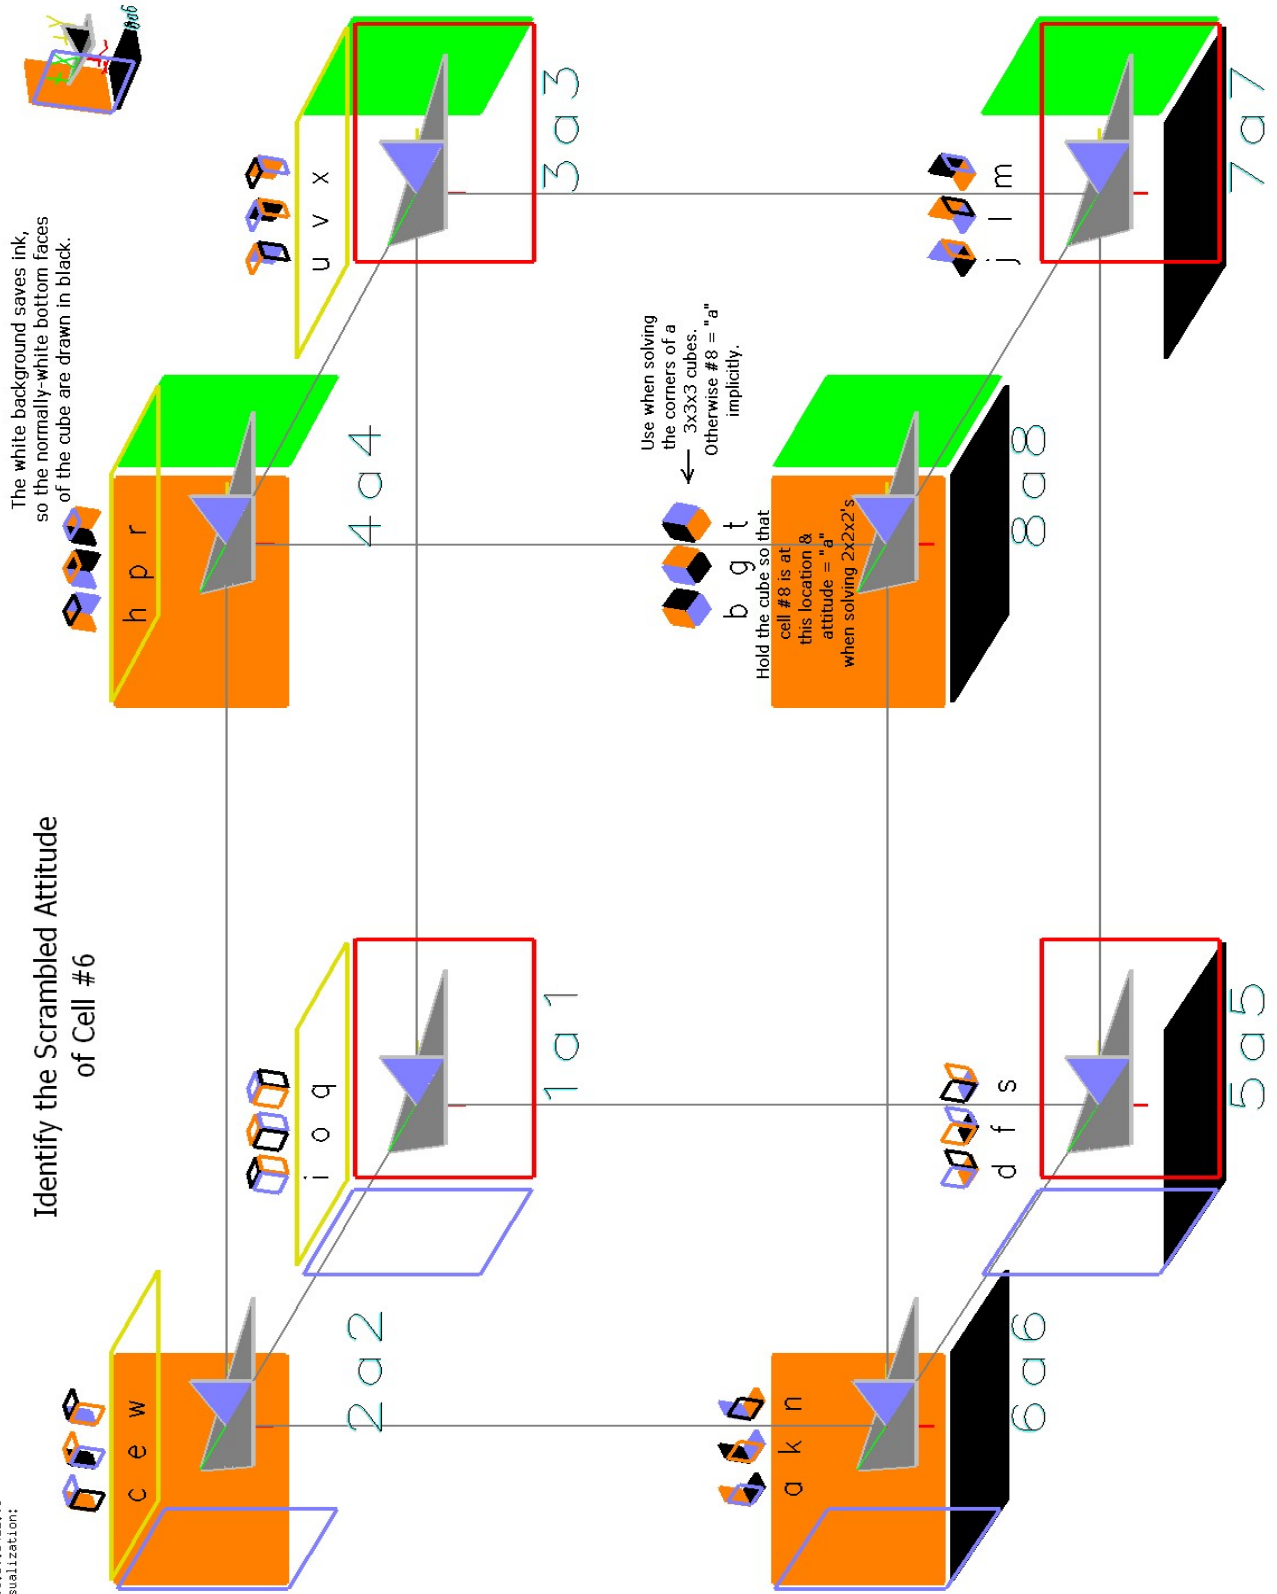 Identify the Scrambled Attitude
of Cell #6
The white background saves ink,
so the normally-white bottom faces
of the cube are drawn in black.
c e w
2 a 2
h p r
4 a 4
i o q
1 a 1
u v x
3 a 3
Use when solving
the corners of a
3x3x3 cubes.
Otherwise #8 = "a"
implicitly.
a k n
6 a 6
b g t
Hold the cube so that
cell #8 is at
this location &
attitude = "a"
when solving 2x2x2's
8 a 8
d f s
5 a 5
j l m
7 a 7